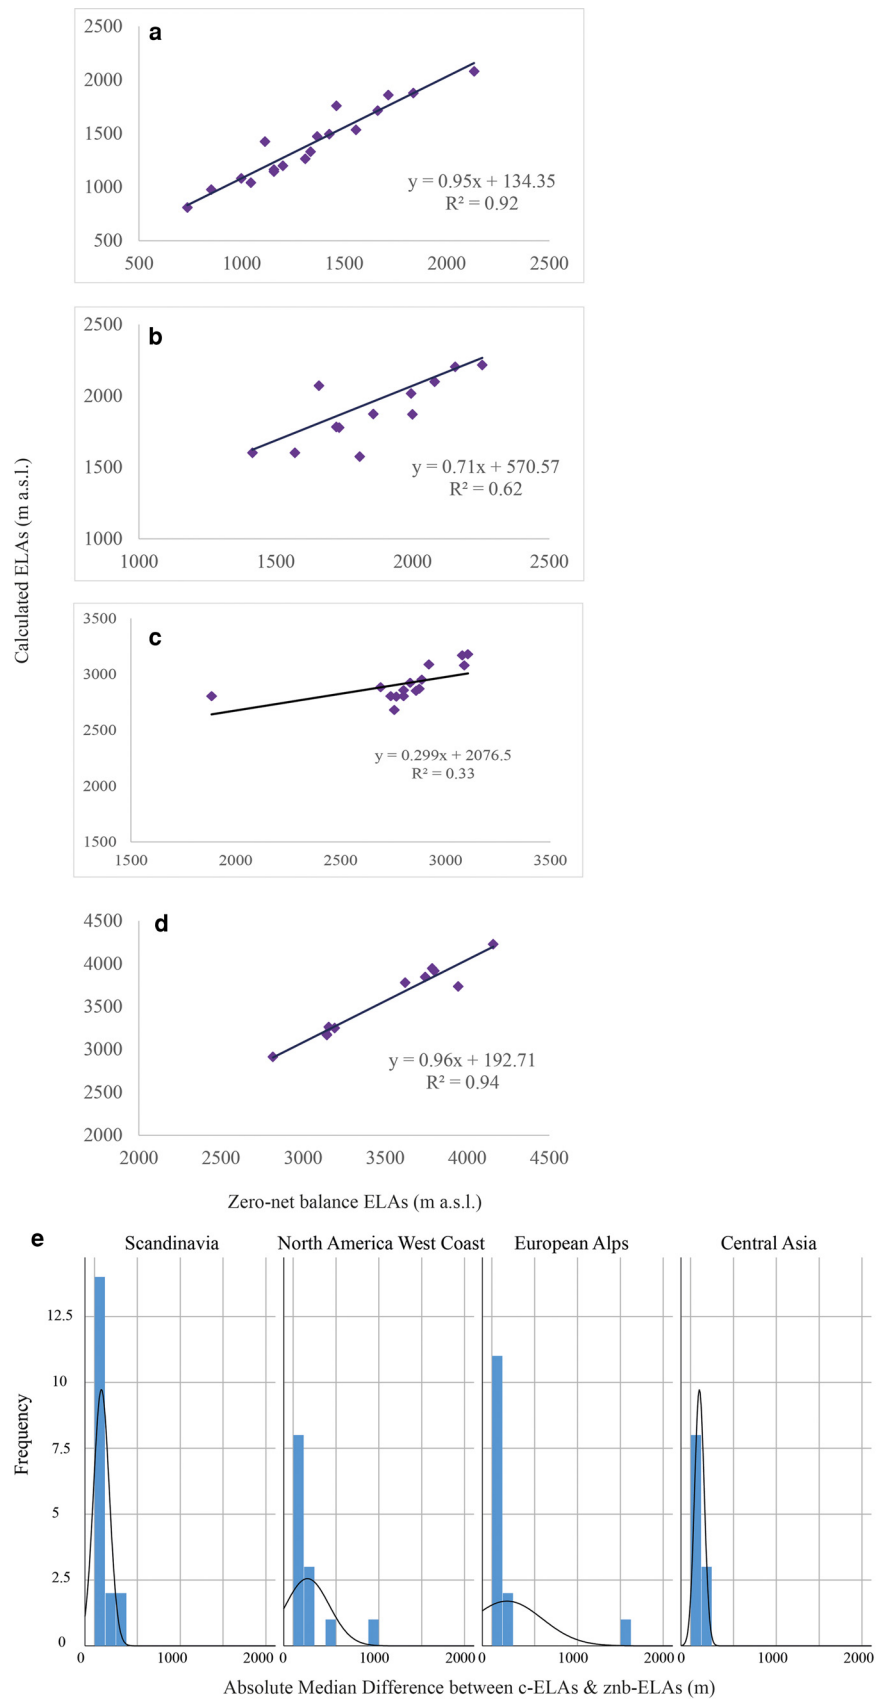 a
2500
2000
1500
1000
500
500 1000 1500 2000 2500
y = 0.95x + 134.35
R² = 0.92
b
2500
2000
1500
1000
1000 1500 2000 2500
y = 0.71x + 570.57
R² = 0.62
Calculated ELAs (m a.s.l.)
c
3500
3000
2500
2000
1500
1500 2000 2500 3000 3500
y = 0.299x + 2076.5
R² = 0.33
d
4500
4000
3500
3000
2500
2000
2000 2500 3000 3500 4000 4500
y = 0.96x + 192.71
R² = 0.94
Zero-net balance ELAs (m a.s.l.)
e
Scandinavia North America West Coast European Alps Central Asia
Frequency
12.5
10
7.5
5
2.5
0
0 1000 2000 0 1000 2000 0 1000 2000 0 1000 2000
Absolute Median Difference between c-ELAs & znb-ELAs (m)